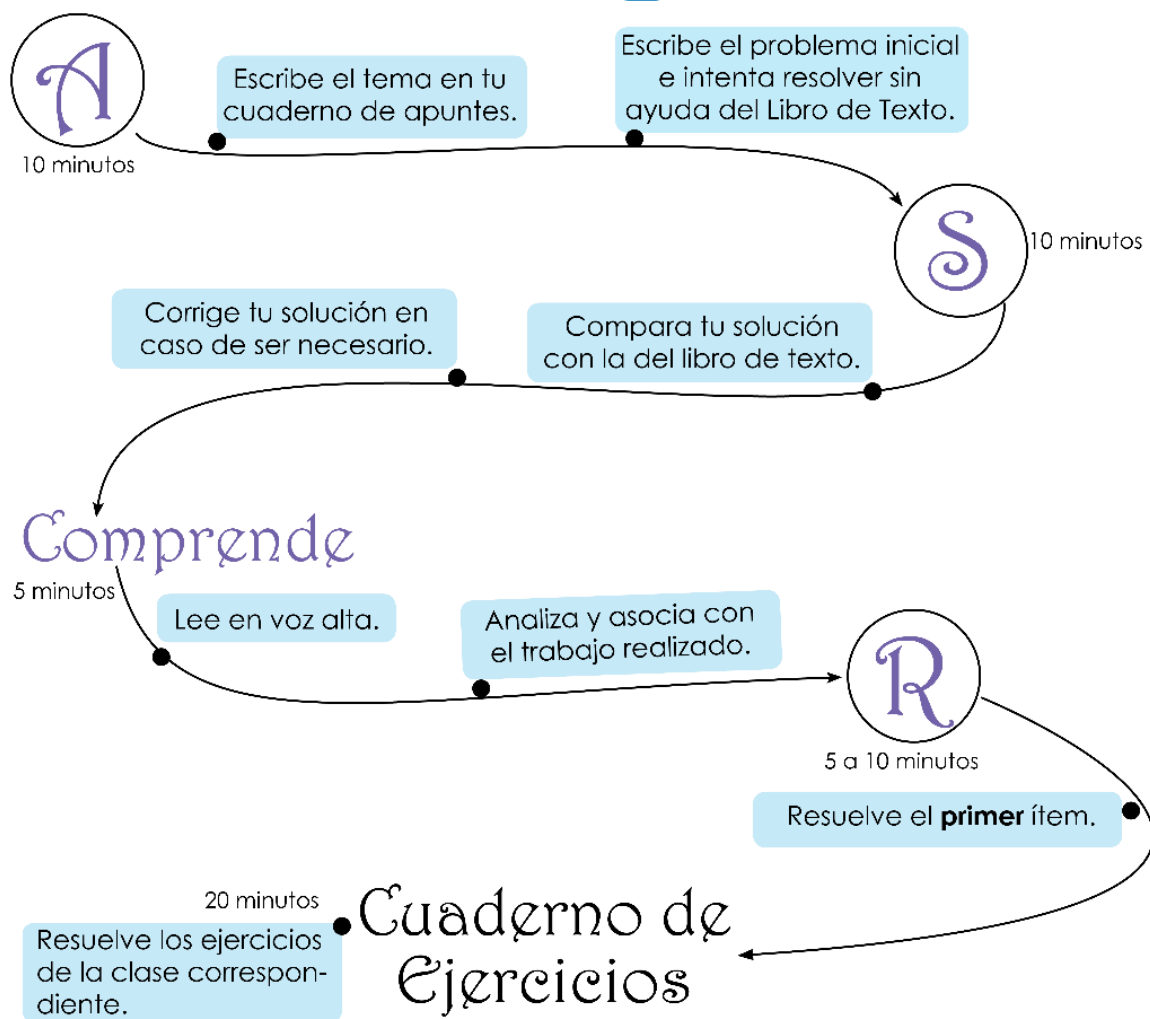 A
10 minutos
Escribe el tema en tu
cuaderno de apuntes.
Escribe el problema inicial
e intenta resolver sin
ayuda del Libro de Texto.
S
10 minutos
Compara tu solución
con la del libro de texto.
Corrige tu solución en
caso de ser necesario.
Comprende
5 minutos
Lee en voz alta.
Analiza y asocia con
el trabajo realizado.
R
5 a 10 minutos
Resuelve el primer ítem.
Cuaderno de
Ejercicios
20 minutos
Resuelve los ejercicios
de la clase correspon-
diente.